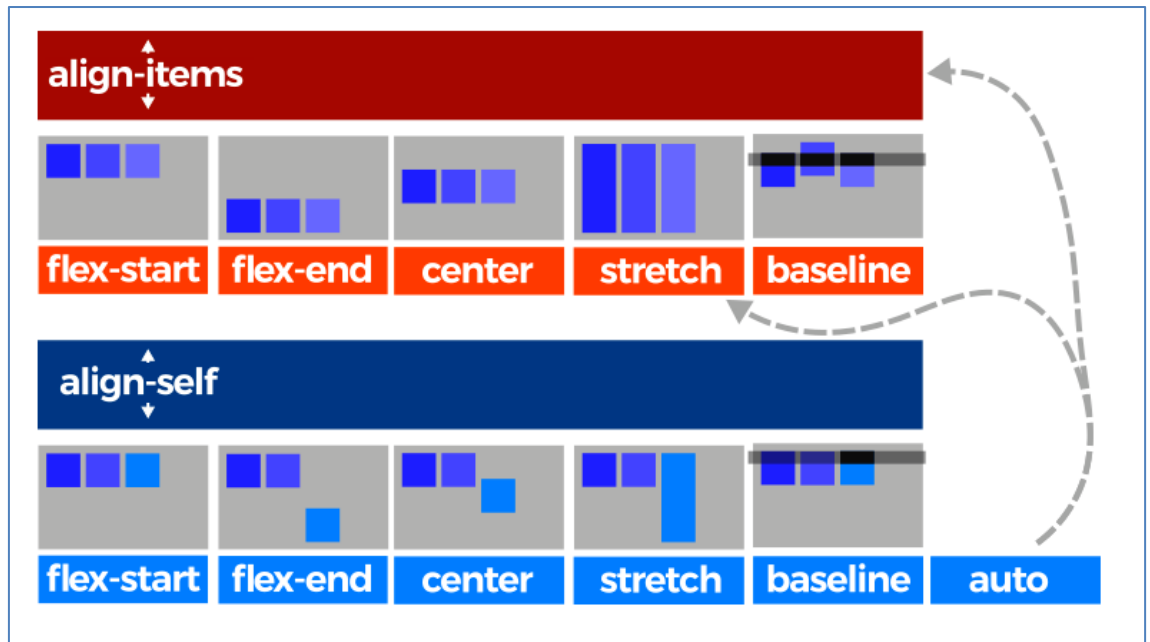 align-items
flex-start flex-end center stretch baseline
align-self
flex-start flex-end center stretch baseline auto